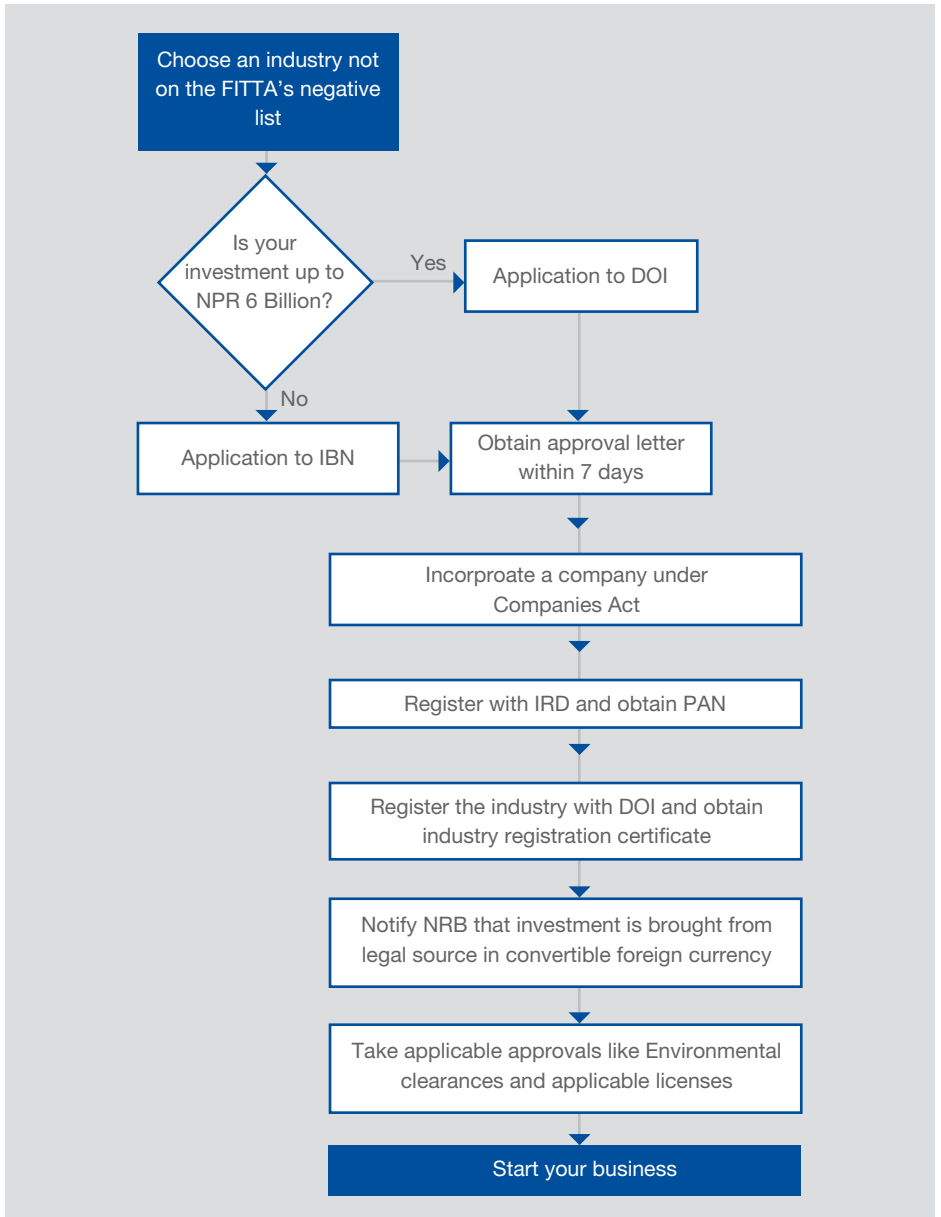 Choose an industry not
on the FITTA's negative
list
Is your
investment up to
NPR 6 Billion?
Yes
Application to DOI
No
Application to IBN
Obtain approval letter
within 7 days
Incorproate a company under
Companies Act
Register with IRD and obtain PAN
Register the industry with DOI and obtain
industry registration certificate
Notify NRB that investment is brought from
legal source in convertible foreign currency
Take applicable approvals like Environmental
clearances and applicable licenses
Start your business